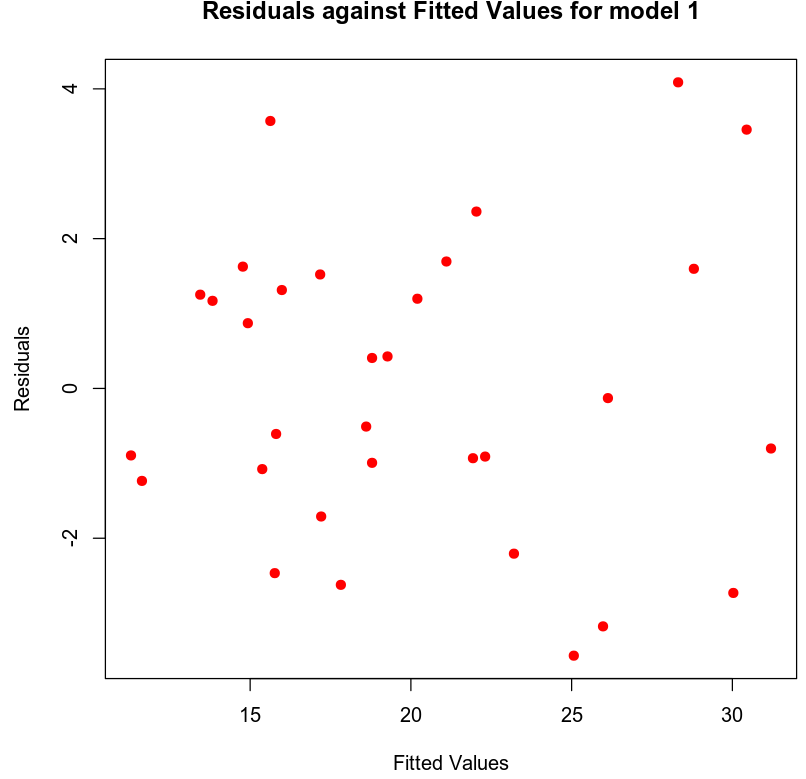 Residuals against Fitted Values for model 1
4
2
0
-2
Residuals
15 20 25 30
Fitted Values